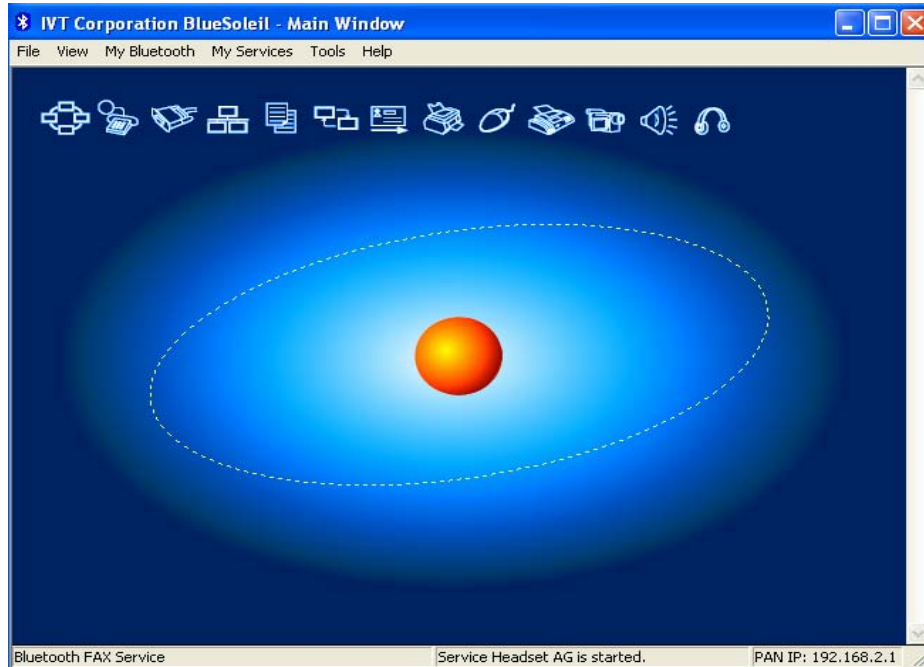 IVT Corporation BlueSoleil - Main Window
File View My Bluetooth My Services Tools Help
Bluetooth FAX Service Service Headset AG is started. PAN IP: 192.168.2.1